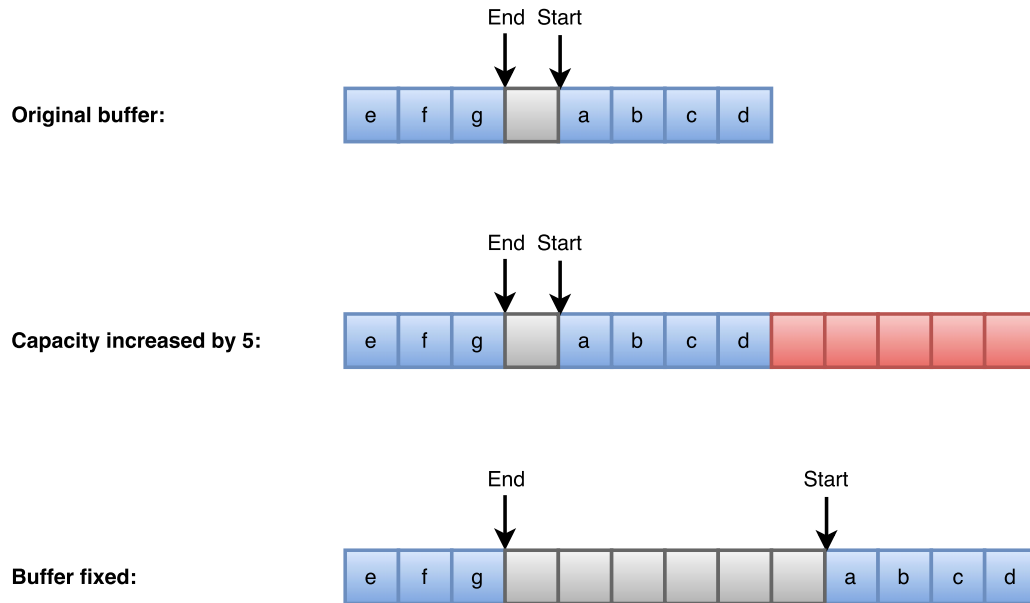 End Start
Original buffer:
e f g a b c d
End Start
Capacity increased by 5:
e f g a b c d
End Start
Buffer fixed:
e f g a b c d